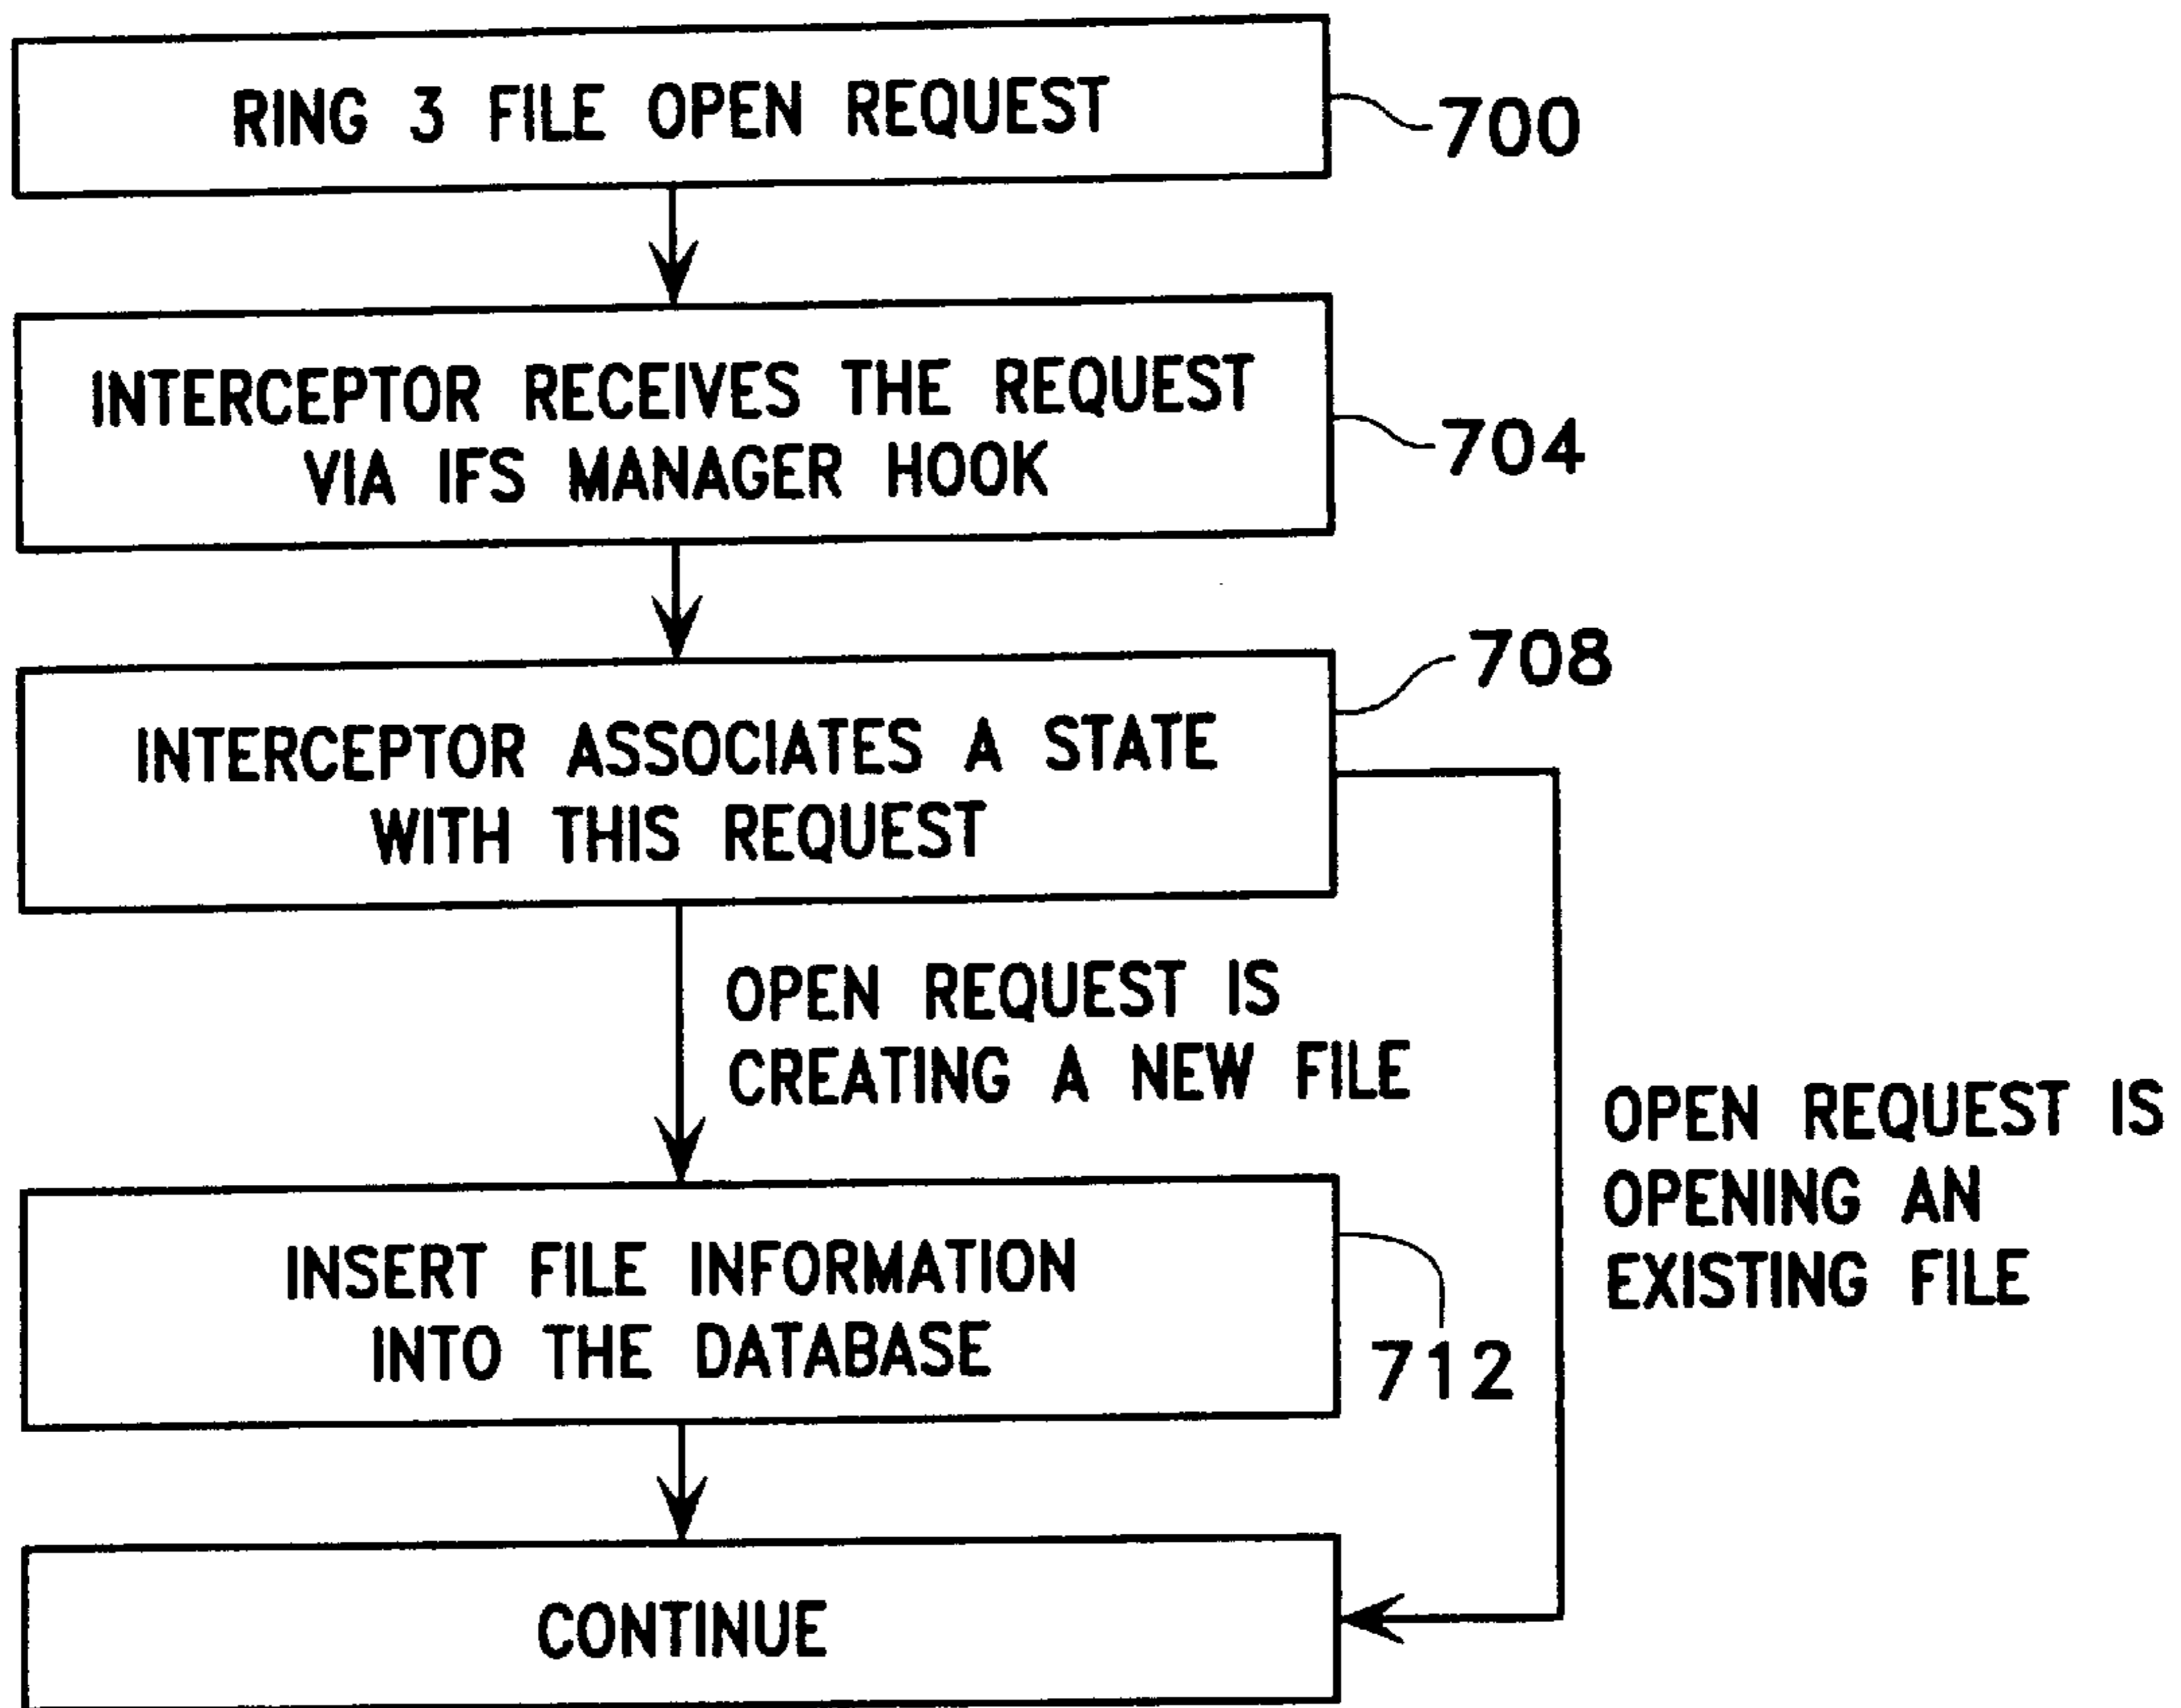 RING 3 FILE OPEN REQUEST
700
INTERCEPTOR RECEIVES THE REQUEST
VIA IFS MANAGER HOOK
704
708
INTERCEPTOR ASSOCIATES A STATE
WITH THIS REQUEST
OPEN REQUEST IS
CREATING A NEW FILE
OPEN REQUEST IS
OPENING AN
EXISTING FILE
INSERT FILE INFORMATION
INTO THE DATABASE
712
CONTINUE